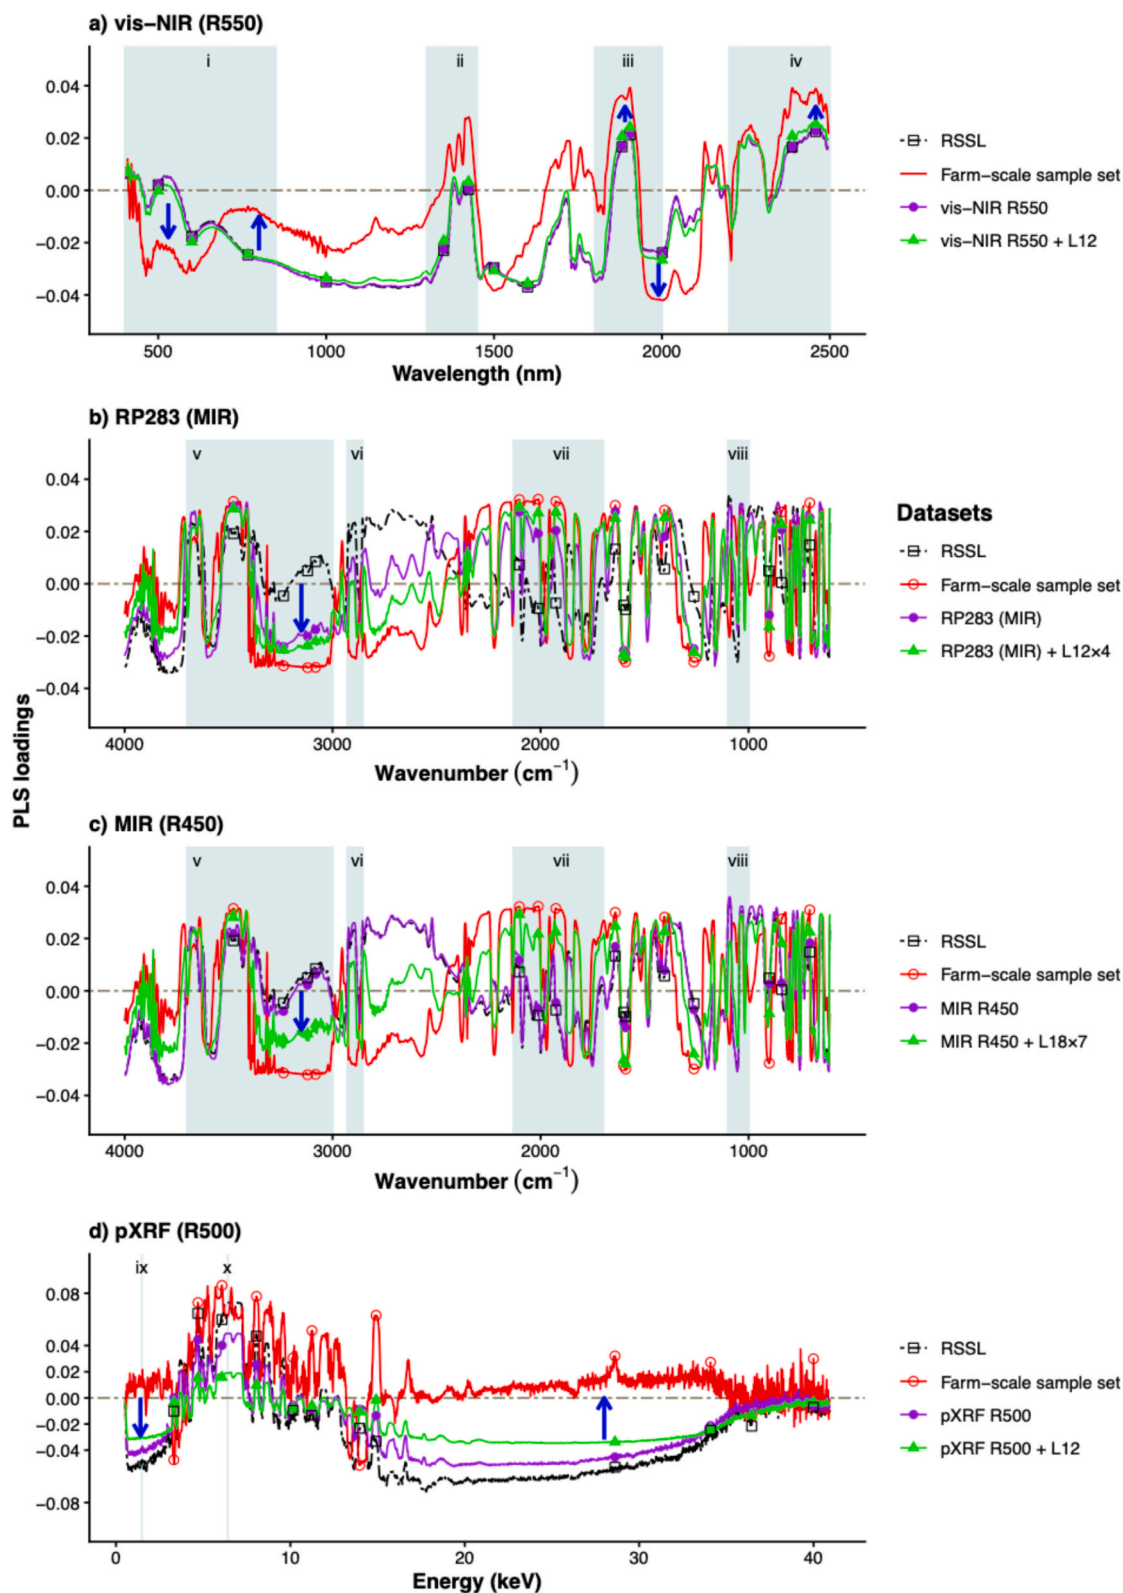 a) vis–NIR (R550)
i
ii
iii
iv
0.04
0.02
0.00
−0.02
−0.04
500
1000
1500
2000
2500
Wavelength (nm)
RSSL
Farm−scale sample set
vis−NIR R550
vis−NIR R550 + L12
b) RP283 (MIR)
v
vi
vii
viii
0.04
0.02
0.00
−0.02
−0.04
4000
3000
2000
1000
Wavenumber (cm⁻¹)
Datasets
RSSL
Farm−scale sample set
RP283 (MIR)
RP283 (MIR) + L12×4
PLS loadings
c) MIR (R450)
v
vi
vii
viii
0.04
0.02
0.00
−0.02
−0.04
4000
3000
2000
1000
Wavenumber (cm⁻¹)
RSSL
Farm−scale sample set
MIR R450
MIR R450 + L18×7
d) pXRF (R500)
ix
x
0.08
0.04
0.02
0.00
−0.02
−0.04
−0.08
0
10
20
30
40
Energy (keV)
RSSL
Farm−scale sample set
pXRF R500
pXRF R500 + L12